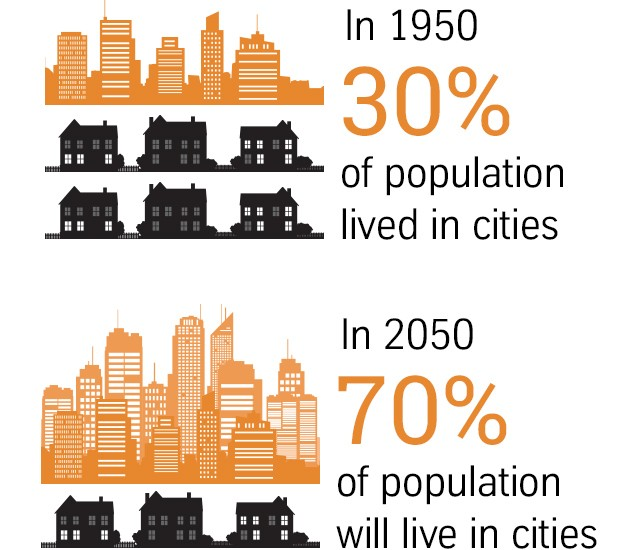 In 1950
30%
of population
lived in cities
In 2050
70%
of population
will live in cities